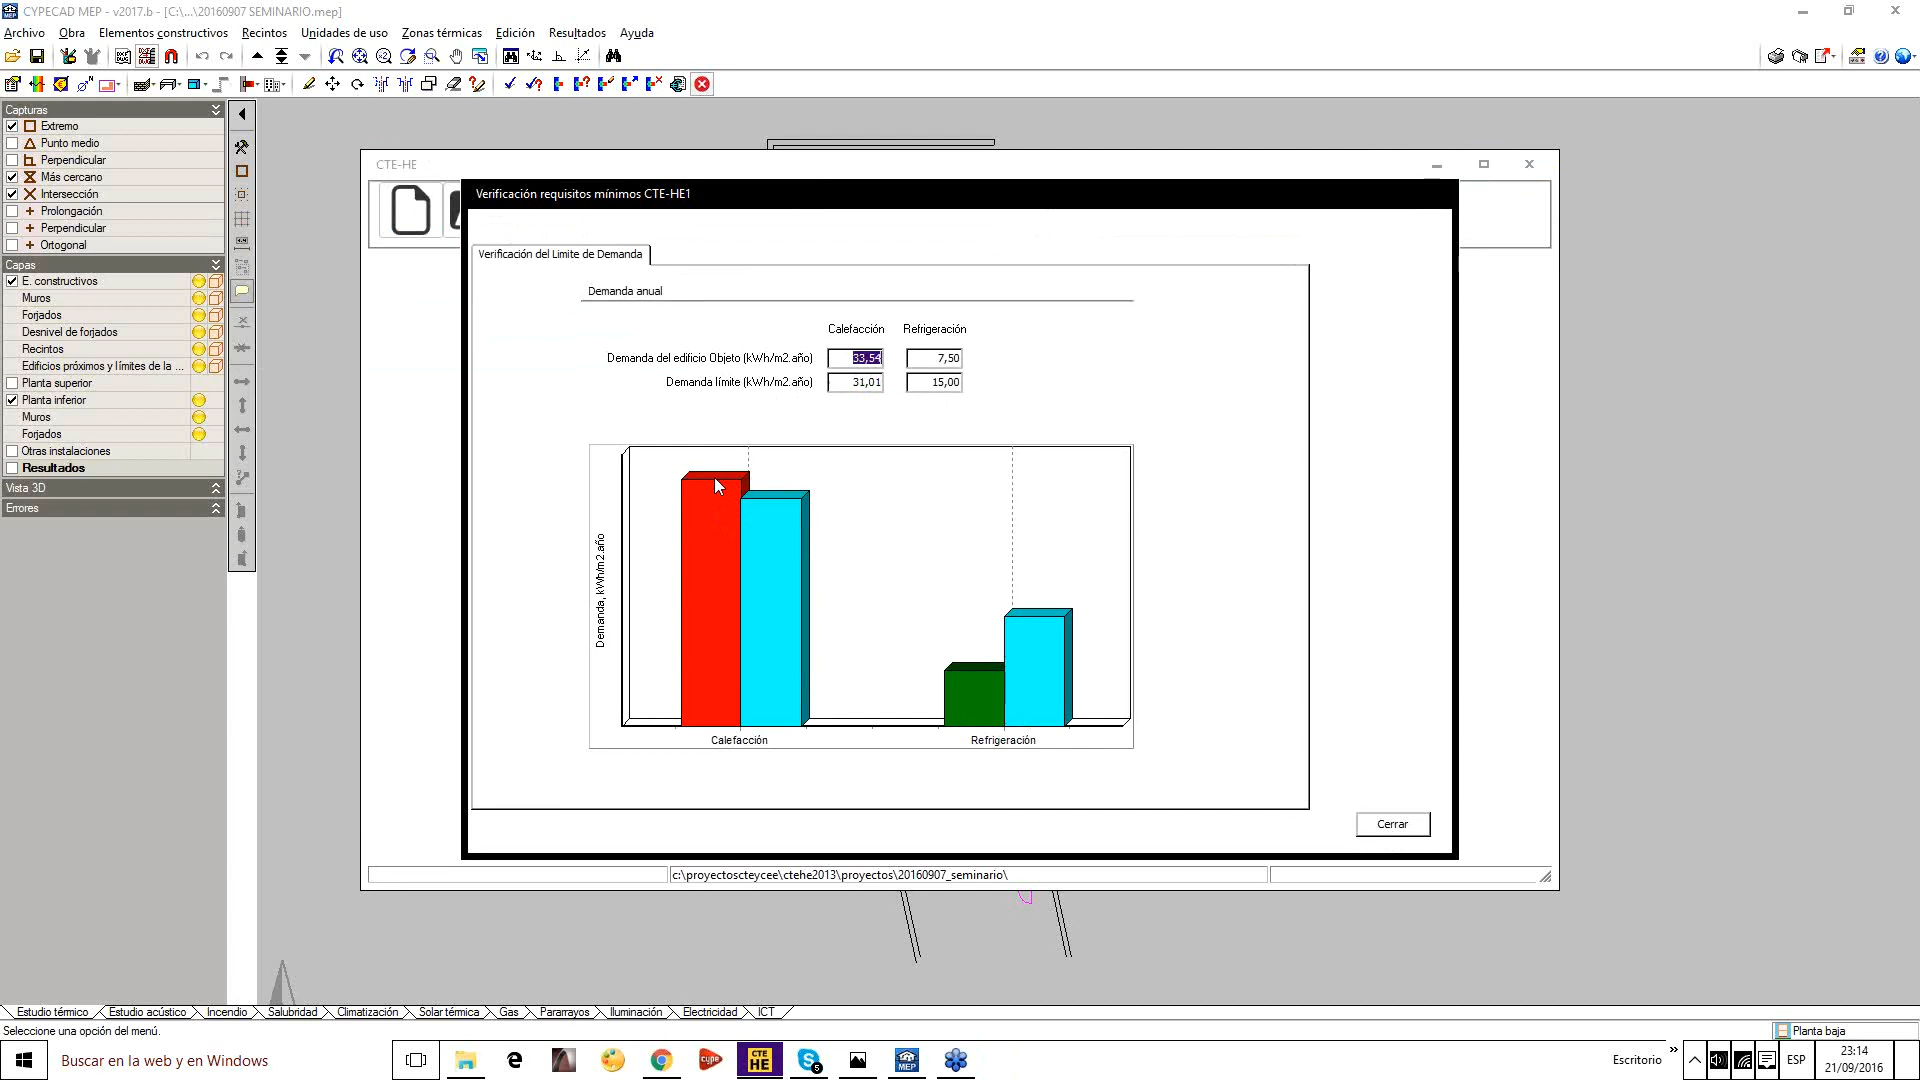 CYPECAD MEP - v2017.b - [C:\...\20160907 SEMINARIO.mep]
Archivo Obra Elementos constructivos Recintos Unidades de uso Zonas térmicas Edición Resultados Ayuda
Capturas
Extremo
Punto medio
Perpendicular
Más cercano
Intersección
Prolongación
Perpendicular
Ortogonal
Capas
E. constructivos
Muros
Forjados
Desnivel de forjados
Recintos
Edificios próximos y límites de la ...
Planta superior
Planta inferior
Muros
Forjados
Otras instalaciones
Resultados
Vista 3D
Errores
CTE-HE
Verificación requisitos mínimos CTE-HE1
Verificación del Limite de Demanda
Demanda anual
Calefacción Refrigeración
Demanda del edificio Objeto (kWh/m2.año) 33,54 7,50
Demanda límite (kWh/m2.año) 31,01 15,00
Demanda, kWh/m2.año
Calefacción Refrigeración
Cerrar
c:\proyectoscteycee\ctehe2013\proyectos\20160907_seminario\
Estudio térmico Estudio acústico Incendio Salubridad Climatización Solar térmica Gas Pararrayos Iluminación Electricidad ICT
Seleccione una opción del menú.
Planta baja
Buscar en la web y en Windows
cype
CTE
HE
5
MEP
Escritorio
ESP
23:14
21/09/2016